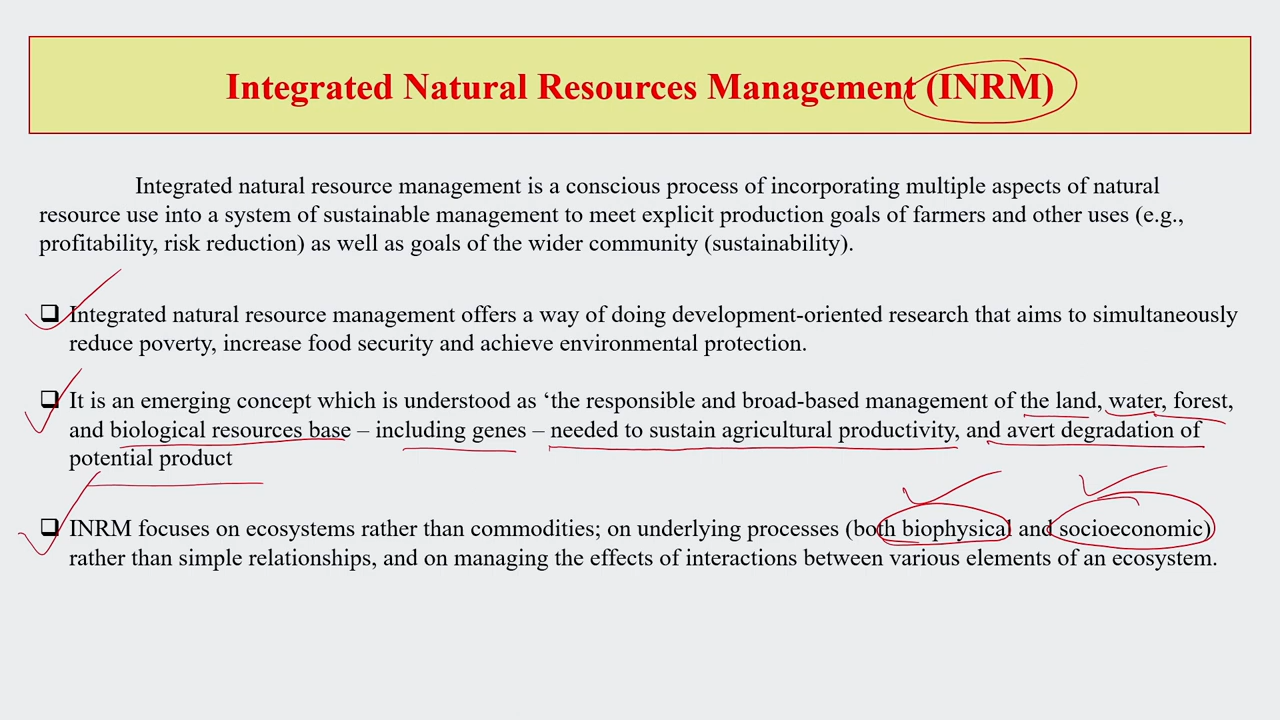 Integrated Natural Resources Management (INRM)
Integrated natural resource management is a conscious process of incorporating multiple aspects of natural
resource use into a system of sustainable management to meet explicit production goals of farmers and other uses (e.g.,
profitability, risk reduction) as well as goals of the wider community (sustainability).
❑ Integrated natural resource management offers a way of doing development-oriented research that aims to simultaneously
reduce poverty, increase food security and achieve environmental protection.
❑ It is an emerging concept which is understood as ‘the responsible and broad-based management of the land, water, forest,
and biological resources base – including genes – needed to sustain agricultural productivity, and avert degradation of
potential product
❑ INRM focuses on ecosystems rather than commodities; on underlying processes (both biophysical and socioeconomic)
rather than simple relationships, and on managing the effects of interactions between various elements of an ecosystem.